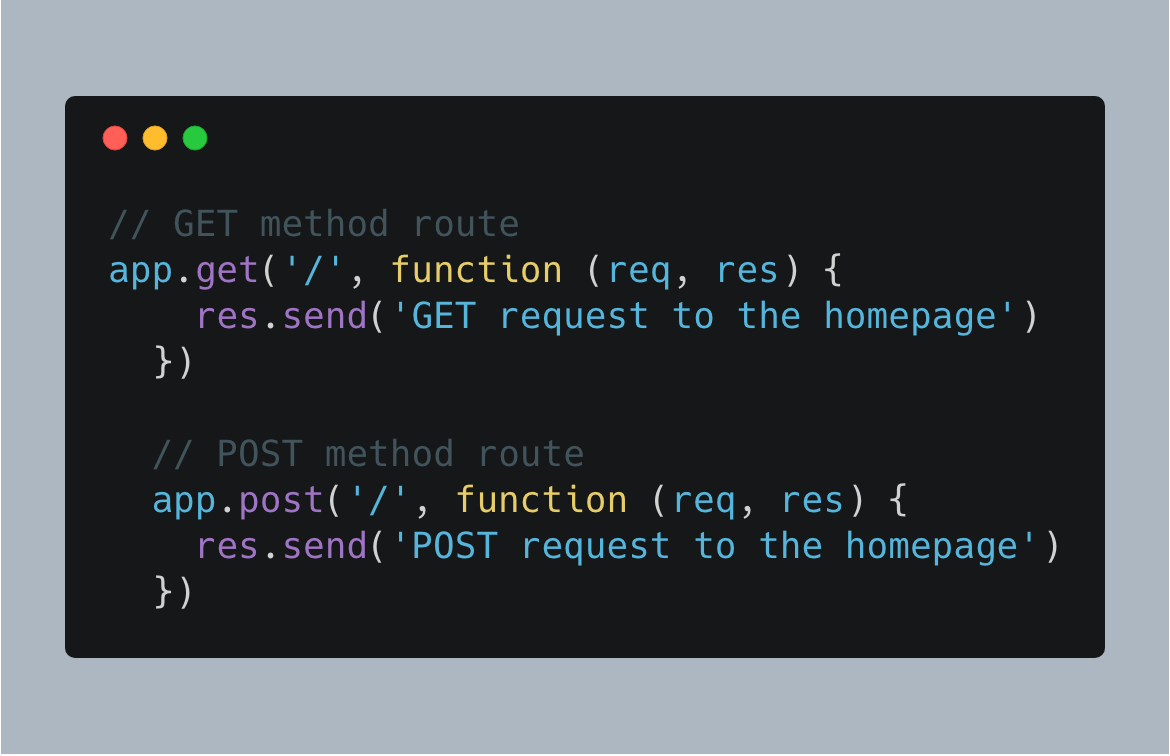 // GET method route
app.get('/', function (req, res) {
    res.send('GET request to the homepage')
  })

  // POST method route
  app.post('/', function (req, res) {
    res.send('POST request to the homepage')
  })